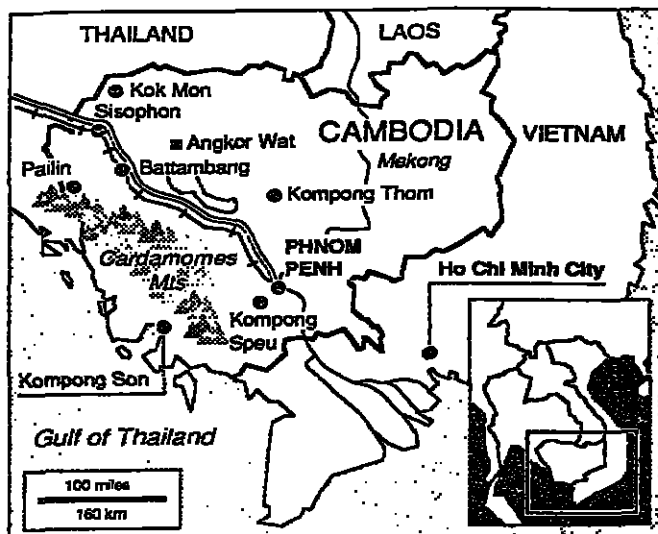 THAILAND
LAOS
Kok Mon
Sisophon
Angkor Wat
CAMBODIA
VIETNAM
Mekong
Pailin
Battambang
Kompong Thom
PHNOM
PENH
Cardamomes
Mts
Ho Chi Minh City
Kompong
Speu
Kompong Son
Gulf of Thailand
100 miles
160 km